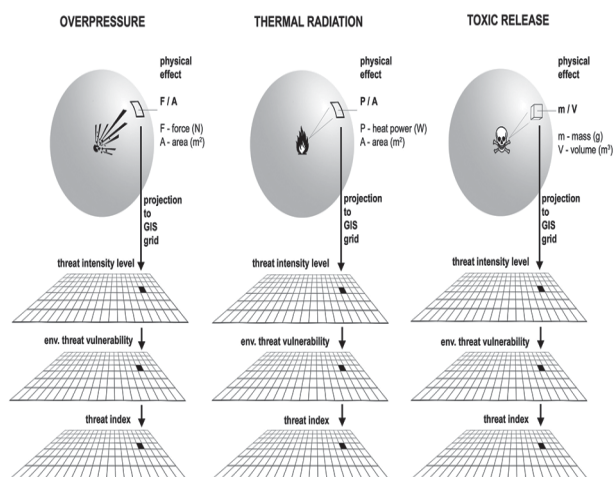 OVERPRESSURE
physical
effect
F / A
F - force (N)
A - area (m²)
projection
to
GIS
grid
threat intensity level
env. threat vulnerability
threat index
THERMAL RADIATION
physical
effect
P / A
P - heat power (W)
A - area (m²)
projection
to
GIS
grid
threat intensity level
env. threat vulnerability
threat index
TOXIC RELEASE
physical
effect
m / V
m - mass (g)
V - volume (m³)
projection
to
GIS
grid
threat intensity level
env. threat vulnerability
threat index